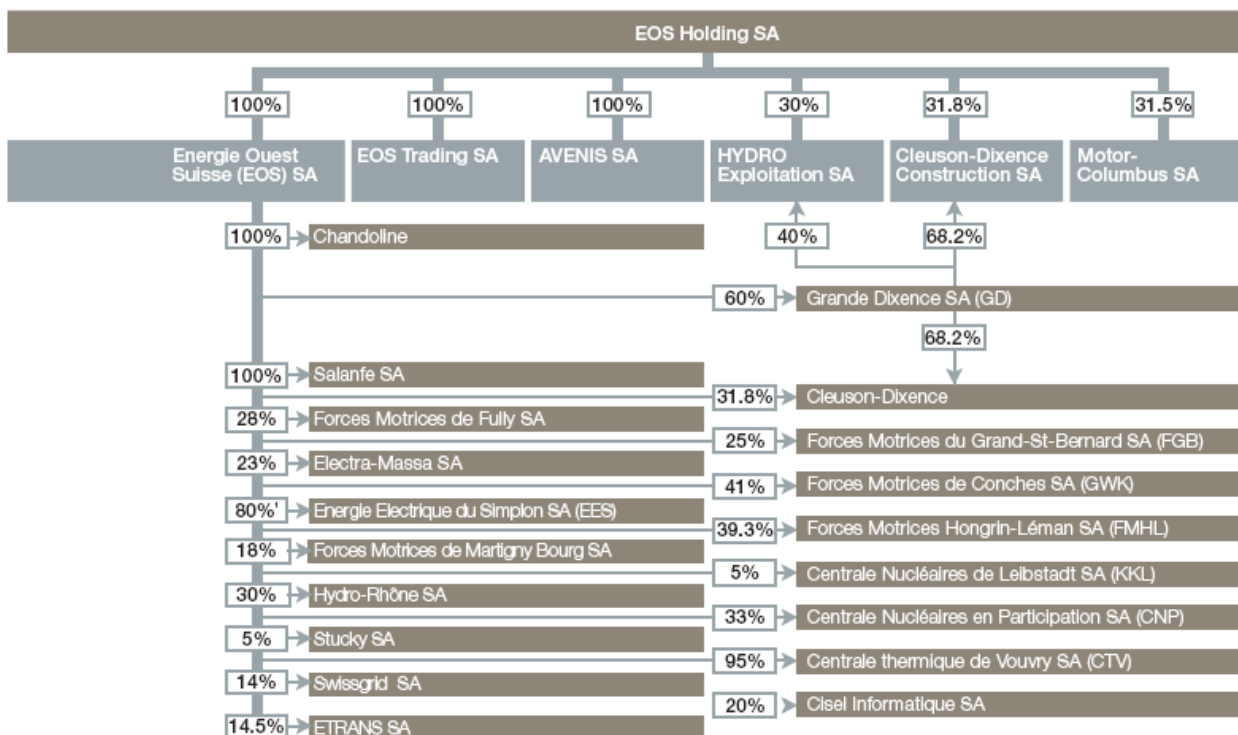 EOS Holding SA
100%
100%
100%
30%
31.8%
31.5%
Energie Ouest
Suisse (EOS) SA
EOS Trading SA
AVENIS SA
HYDRO
Exploitation SA
Cleuson-Dixence
Construction SA
Motor-
Columbus SA
100%
Chandoline
40%
68.2%
60%
Grande Dixence SA (GD)
68.2%
100%
Salanfe SA
31.8%
Cleuson-Dixence
28%
Forces Motrices de Fully SA
25%
Forces Motrices du Grand-St-Bernard SA (FGB)
23%
Electra-Massa SA
41%
Forces Motrices de Conches SA (GWK)
80%'
Energie Electrique du Simplon SA (EES)
39.3%
Forces Motrices Hongrin-Léman SA (FMHL)
18%
Forces Motrices de Martigny Bourg SA
5%
Centrale Nucléaires de Leibstadt SA (KKL)
30%
Hydro-Rhône SA
33%
Centrale Nucléaires en Participation SA (CNP)
5%
Stucky SA
95%
Centrale thermique de Vouvry SA (CTV)
14%
Swissgrid SA
20%
Cisel Informatique SA
14.5%
ETRANS SA